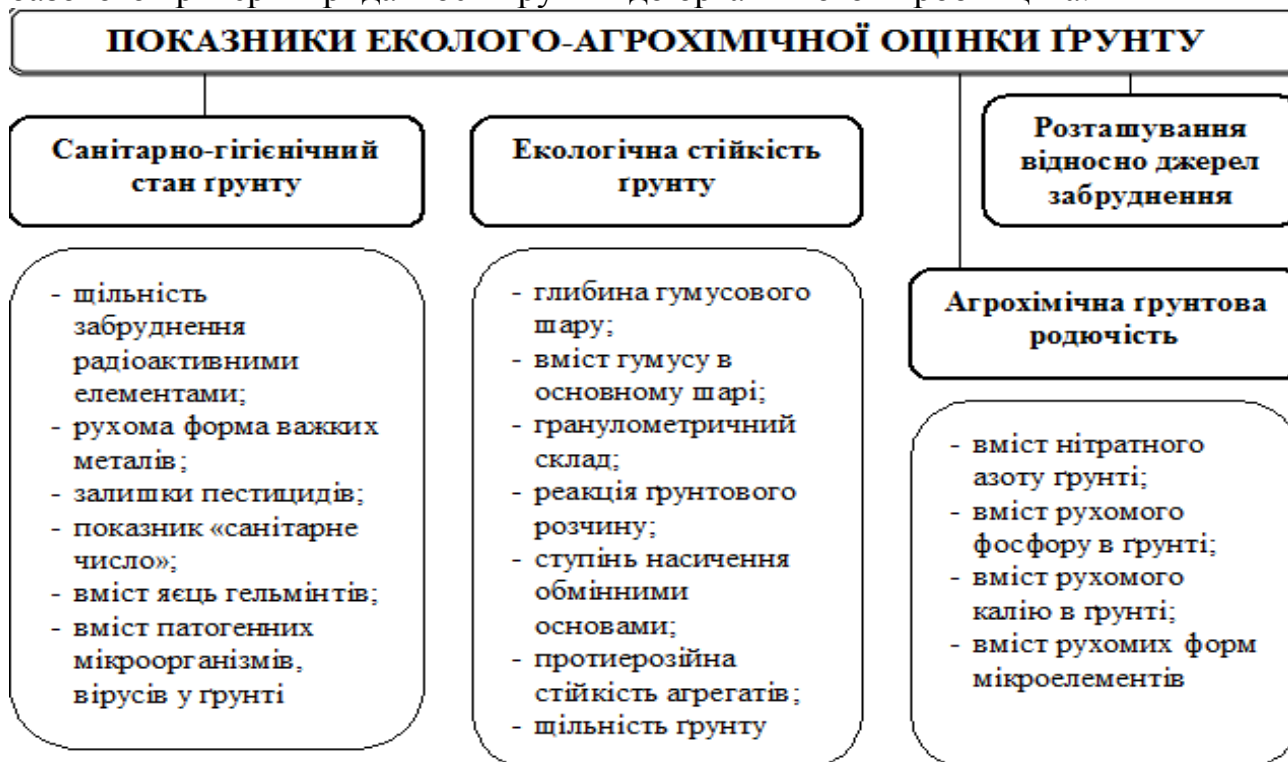 ПОКАЗНИКИ ЕКОЛОГО-АГРОХІМІЧНОЇ ОЦІНКИ ҐРУНТУ
Санітарно-гігієнічний
стан ґрунту
- щільність
забруднення
радіоактивними
елементами;
- рухома форма важких
металів;
- залишки пестицидів;
- показник «санітарне
число»;
- вміст яєць гельмінтів;
- вміст патогенних
мікроорганізмів,
вірусів у ґрунті
Екологічна стійкість
ґрунту
- глибина гумусового
шару;
- вміст гумусу в
основному шарі;
- гранулометричний
склад;
- реакція ґрунтового
розчину;
- ступінь насичення
обмінними
основами;
- протиерозійна
стійкість агрегатів;
- щільність ґрунту
Розташування
відносно джерел
забруднення
Агрохімічна ґрунтова
родючість
- вміст нітратного
азоту ґрунті;
- вміст рухомого
фосфору в ґрунті;
- вміст рухомого
калію в ґрунті;
- вміст рухомих форм
мікроелементів